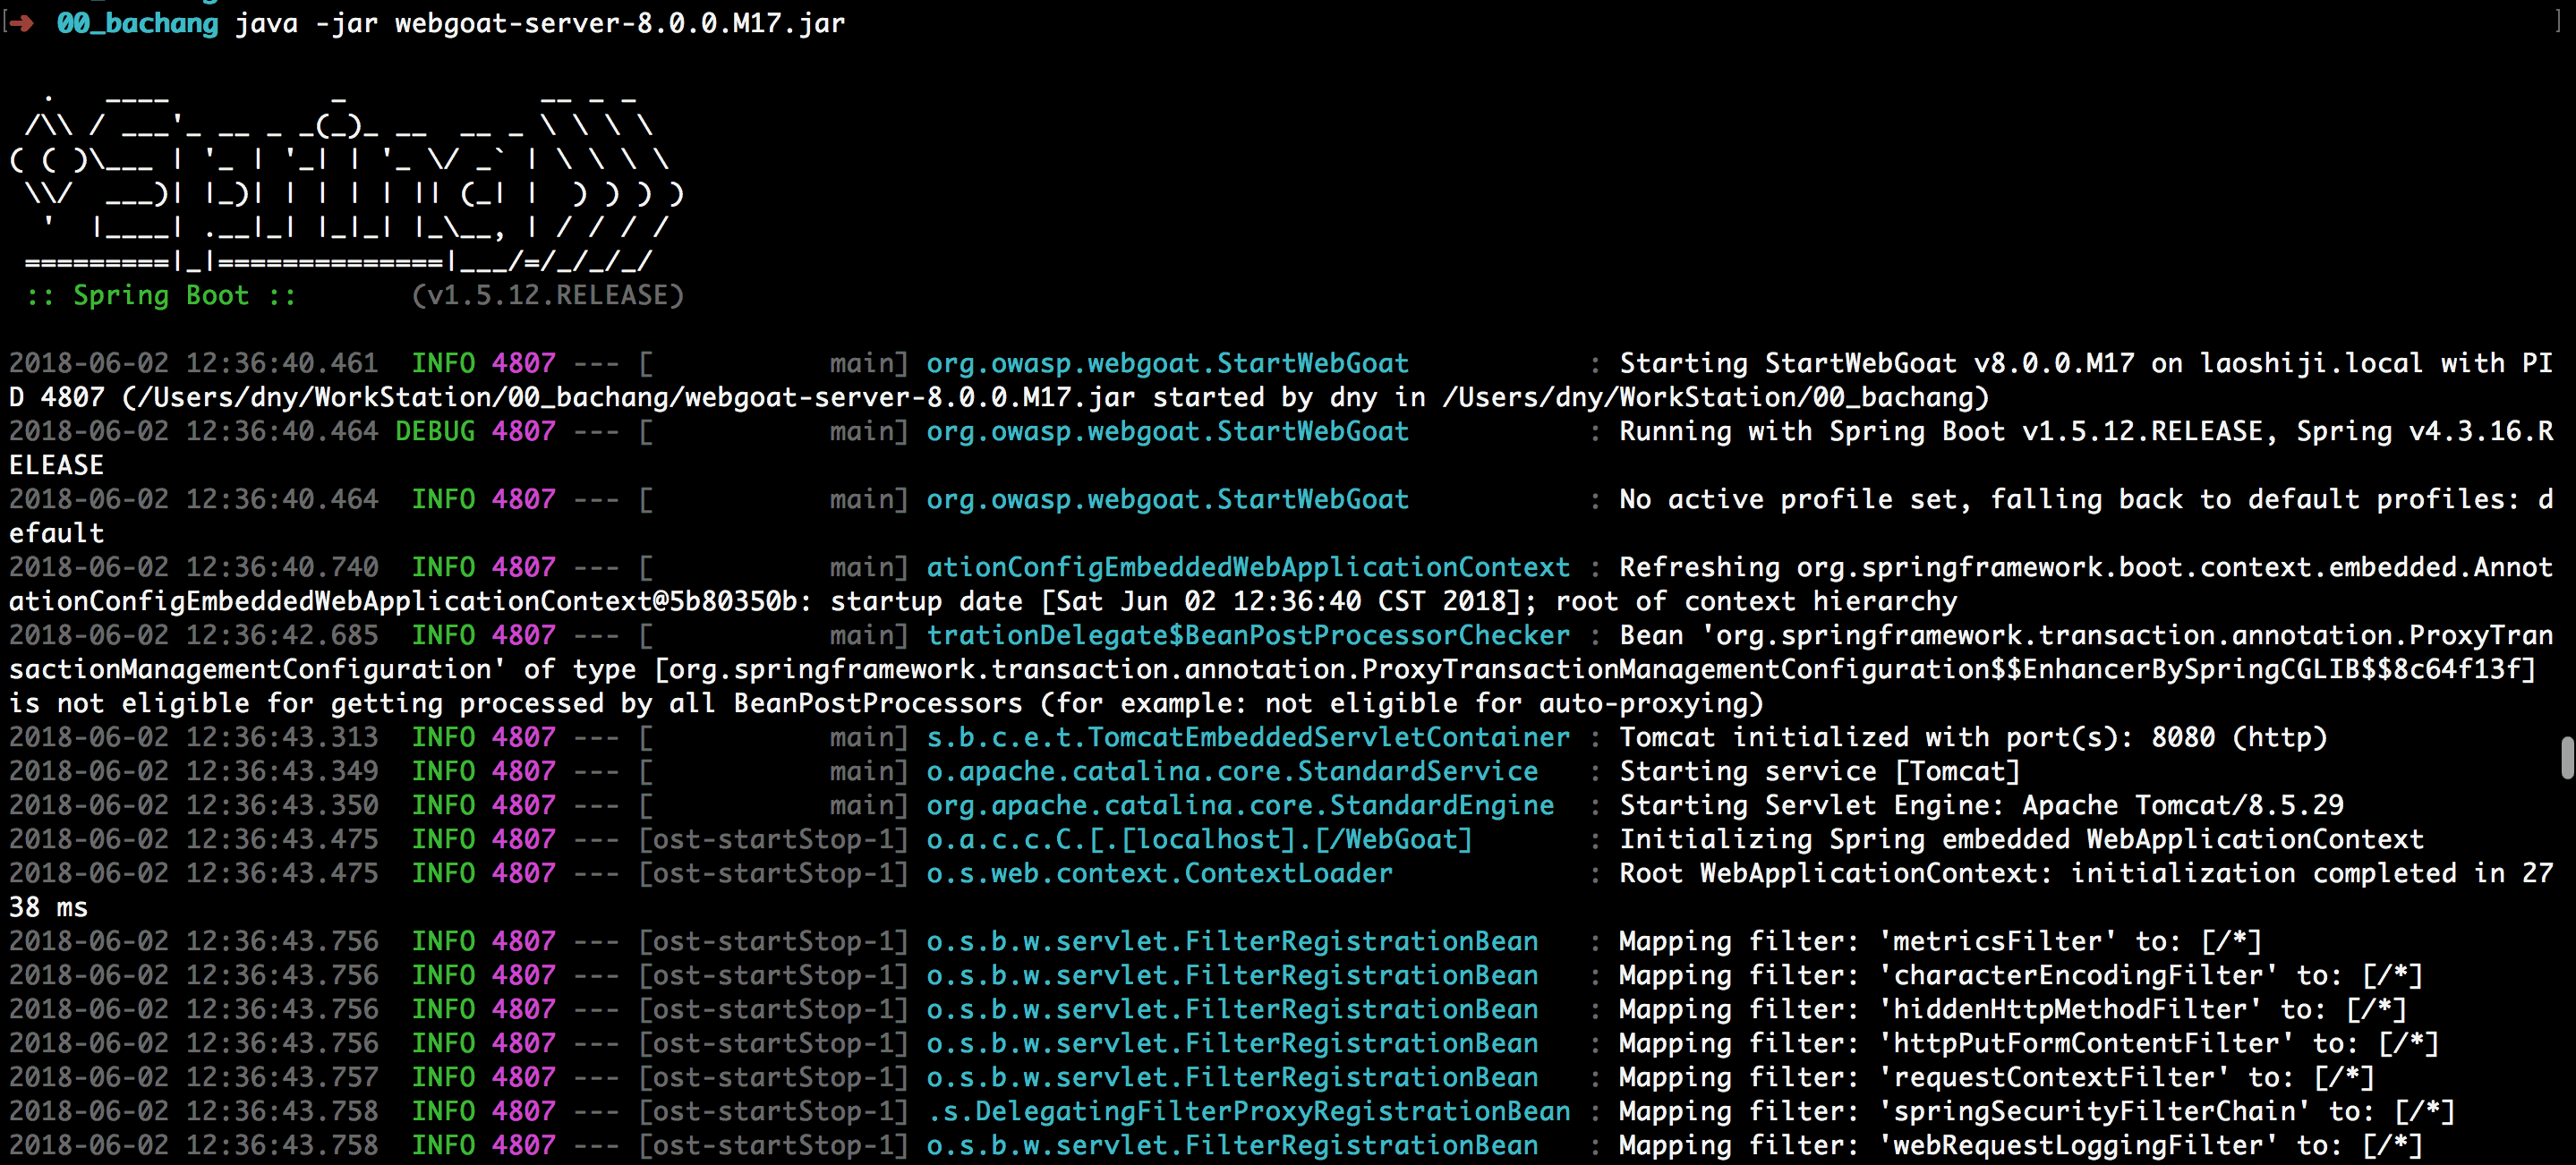 [➜  00_bachang java -jar webgoat-server-8.0.0.M17.jar ]
  .   ____          _            __ _ _
 /\\ / ___'_ __ _ _(_)_ __  __ _ \ \ \ \
( ( )\___ | '_ | '_| | '_ \/ _` | \ \ \ \
 \\/  ___)| |_)| | | | | || (_| |  ) ) ) )
  '  |____| .__|_| |_|_| |_\__, | / / / /
 =========|_|==============|___/=/_/_/_/
 :: Spring Boot ::       (v1.5.12.RELEASE)
2018-06-02 12:36:40.461  INFO 4807 --- [           main] org.owasp.webgoat.StartWebGoat           : Starting StartWebGoat v8.0.0.M17 on laoshiji.local with PI
D 4807 (/Users/dny/WorkStation/00_bachang/webgoat-server-8.0.0.M17.jar started by dny in /Users/dny/WorkStation/00_bachang)
2018-06-02 12:36:40.464 DEBUG 4807 --- [           main] org.owasp.webgoat.StartWebGoat           : Running with Spring Boot v1.5.12.RELEASE, Spring v4.3.16.R
ELEASE
2018-06-02 12:36:40.464  INFO 4807 --- [           main] org.owasp.webgoat.StartWebGoat           : No active profile set, falling back to default profiles: d
efault
2018-06-02 12:36:40.740  INFO 4807 --- [           main] ationConfigEmbeddedWebApplicationContext : Refreshing org.springframework.boot.context.embedded.Annot
ationConfigEmbeddedWebApplicationContext@5b80350b: startup date [Sat Jun 02 12:36:40 CST 2018]; root of context hierarchy
2018-06-02 12:36:42.685  INFO 4807 --- [           main] trationDelegate$BeanPostProcessorChecker : Bean 'org.springframework.transaction.annotation.ProxyTran
sactionManagementConfiguration' of type [org.springframework.transaction.annotation.ProxyTransactionManagementConfiguration$$EnhancerBySpringCGLIB$$8c64f13f]
is not eligible for getting processed by all BeanPostProcessors (for example: not eligible for auto-proxying)
2018-06-02 12:36:43.313  INFO 4807 --- [           main] s.b.c.e.t.TomcatEmbeddedServletContainer : Tomcat initialized with port(s): 8080 (http)
2018-06-02 12:36:43.349  INFO 4807 --- [           main] o.apache.catalina.core.StandardService   : Starting service [Tomcat]
2018-06-02 12:36:43.350  INFO 4807 --- [           main] org.apache.catalina.core.StandardEngine  : Starting Servlet Engine: Apache Tomcat/8.5.29
2018-06-02 12:36:43.475  INFO 4807 --- [ost-startStop-1] o.a.c.c.C.[.[localhost].[/WebGoat]       : Initializing Spring embedded WebApplicationContext
2018-06-02 12:36:43.475  INFO 4807 --- [ost-startStop-1] o.s.web.context.ContextLoader            : Root WebApplicationContext: initialization completed in 27
38 ms
2018-06-02 12:36:43.756  INFO 4807 --- [ost-startStop-1] o.s.b.w.servlet.FilterRegistrationBean   : Mapping filter: 'metricsFilter' to: [/*]
2018-06-02 12:36:43.756  INFO 4807 --- [ost-startStop-1] o.s.b.w.servlet.FilterRegistrationBean   : Mapping filter: 'characterEncodingFilter' to: [/*]
2018-06-02 12:36:43.756  INFO 4807 --- [ost-startStop-1] o.s.b.w.servlet.FilterRegistrationBean   : Mapping filter: 'hiddenHttpMethodFilter' to: [/*]
2018-06-02 12:36:43.756  INFO 4807 --- [ost-startStop-1] o.s.b.w.servlet.FilterRegistrationBean   : Mapping filter: 'httpPutFormContentFilter' to: [/*]
2018-06-02 12:36:43.757  INFO 4807 --- [ost-startStop-1] o.s.b.w.servlet.FilterRegistrationBean   : Mapping filter: 'requestContextFilter' to: [/*]
2018-06-02 12:36:43.758  INFO 4807 --- [ost-startStop-1] .s.DelegatingFilterProxyRegistrationBean : Mapping filter: 'springSecurityFilterChain' to: [/*]
2018-06-02 12:36:43.758  INFO 4807 --- [ost-startStop-1] o.s.b.w.servlet.FilterRegistrationBean   : Mapping filter: 'webRequestLoggingFilter' to: [/*]